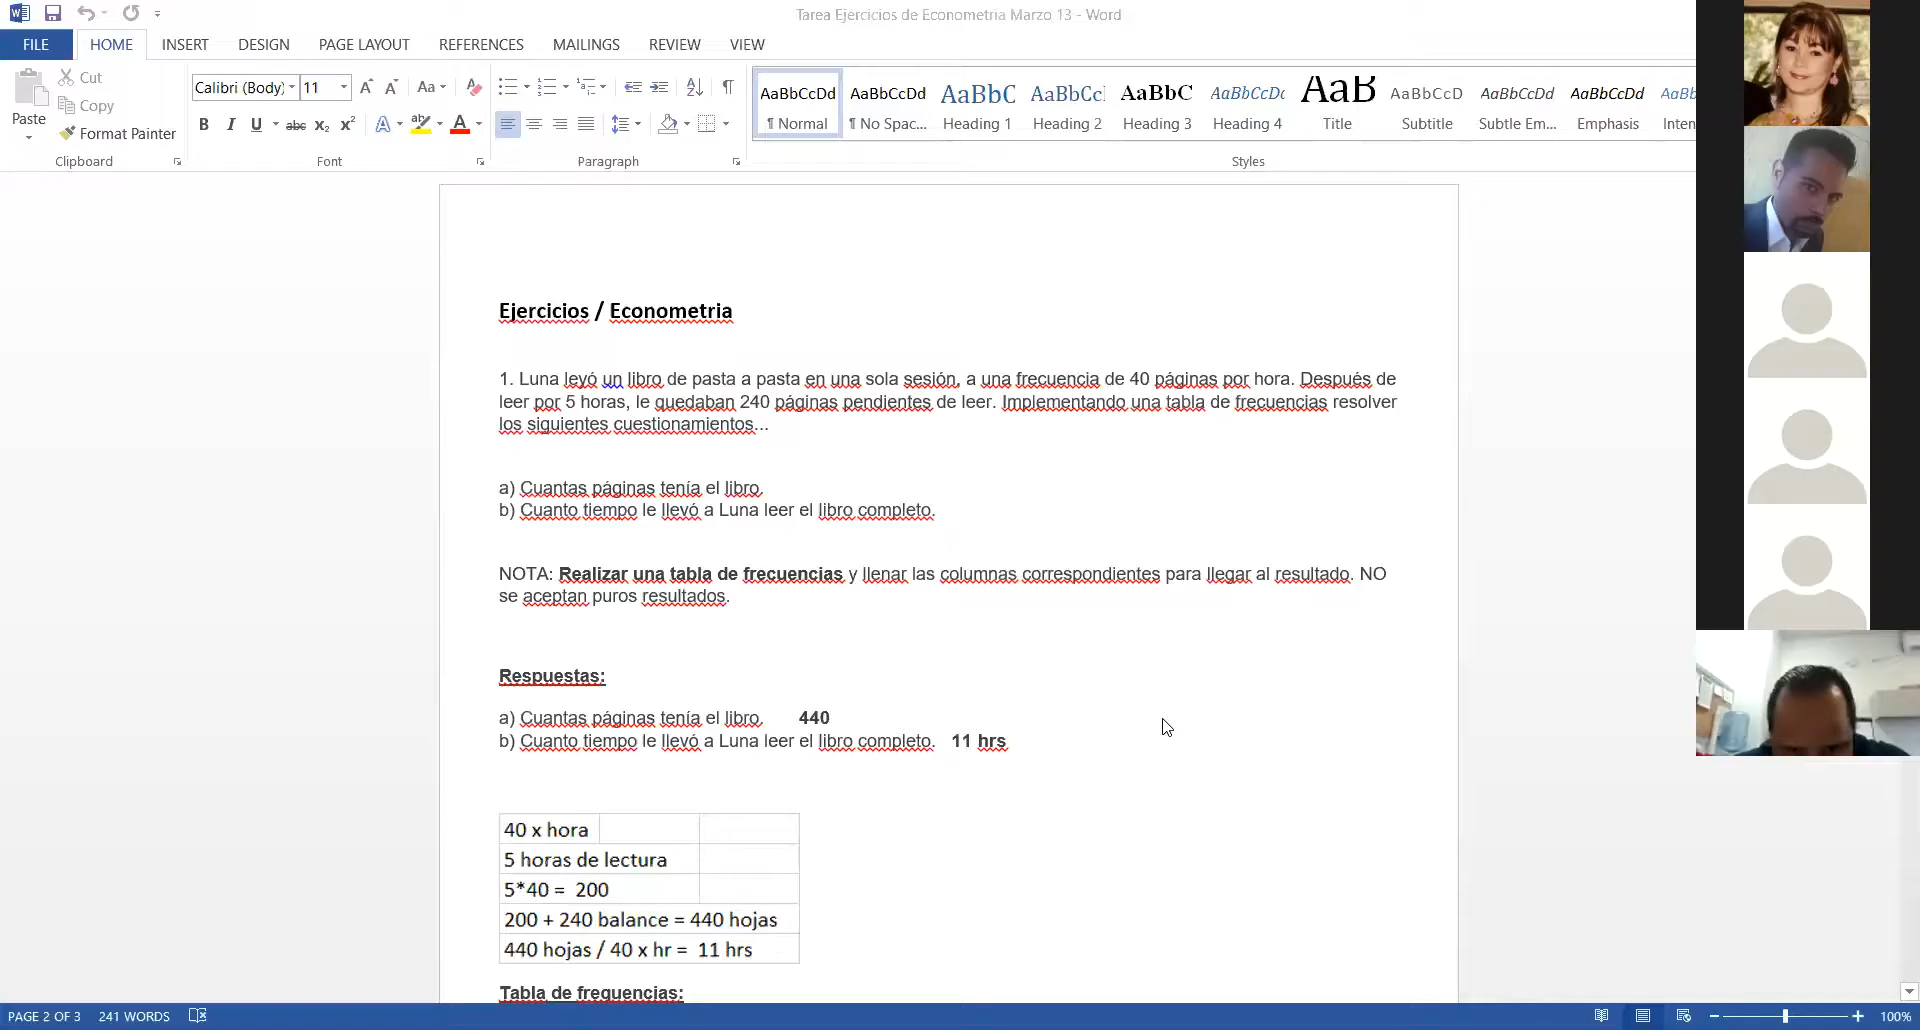 Tarea Ejercicios de Econometria Marzo 13 - Word
FILE HOME INSERT DESIGN PAGE LAYOUT REFERENCES MAILINGS REVIEW VIEW
Paste
Cut
Copy
Format Painter
Clipboard
Calibri (Body) 11
Font
Paragraph
AaBbCcDd AaBbCcDd AaBbC AaBbCc AaBbC AaBbCcDc AaB AaBbCcD AaBbCcDd AaBbCcDd AaBb
¶ Normal ¶ No Spac... Heading 1 Heading 2 Heading 3 Heading 4 Title Subtitle Subtle Em... Emphasis Inten
Styles
Ejercicios / Econometria
1. Luna leyó un libro de pasta a pasta en una sola sesión, a una frecuencia de 40 páginas por hora. Después de
leer por 5 horas, le quedaban 240 páginas pendientes de leer. Implementando una tabla de frecuencias resolver
los siguientes cuestionamientos...
a) Cuantas páginas tenía el libro.
b) Cuanto tiempo le llevó a Luna leer el libro completo.
NOTA: Realizar una tabla de frecuencias y llenar las columnas correspondientes para llegar al resultado. NO
se aceptan puros resultados.
Respuestas:
a) Cuantas páginas tenía el libro. 440
b) Cuanto tiempo le llevó a Luna leer el libro completo. 11 hrs
40 x hora
5 horas de lectura
5*40 = 200
200 + 240 balance = 440 hojas
440 hojas / 40 x hr = 11 hrs
Tabla de frequencias:
PAGE 2 OF 3 241 WORDS 100%